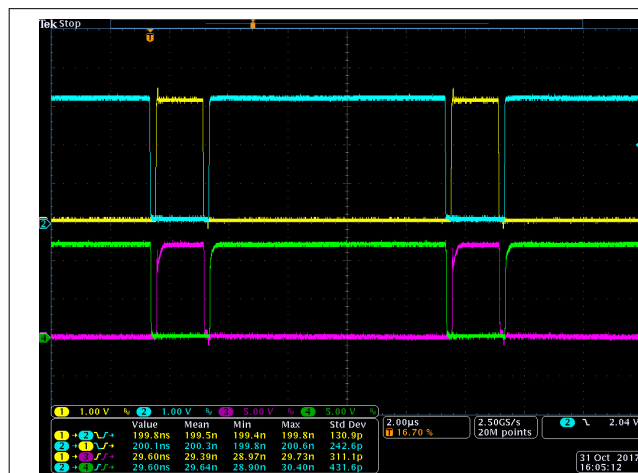 Tek Stop
T
2
4
1 1.00 V 2 1.00 V 3 5.00 V 4 5.00 V
2.00µs
T 16.70 %
2.50GS/s
20M points
2 2.04 V
Value Mean Min Max Std Dev
1 → 2 199.8ns 199.5n 199.4n 199.8n 130.9p
2 → 1 200.1ns 200.3n 199.8n 200.6n 242.6p
1 → 3 29.60ns 29.39n 28.97n 29.73n 311.1p
2 → 4 29.60ns 29.64n 28.90n 30.40n 431.6p
31 Oct 2017
16:05:12